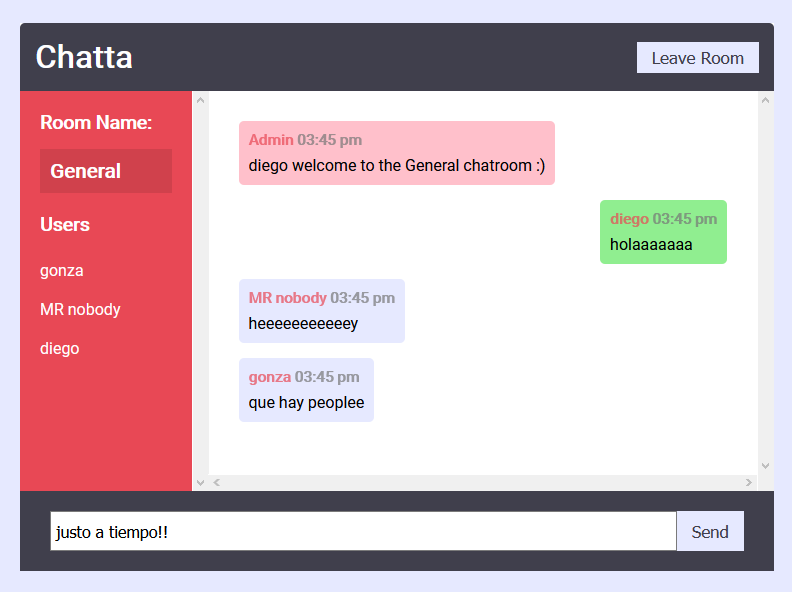 Chatta
Leave Room
Room Name:
General
Users
gonza
MR nobody
diego
Admin 03:45 pm
diego welcome to the General chatroom :)
diego 03:45 pm
holaaaaaaa
MR nobody 03:45 pm
heeeeeeeeeeey
gonza 03:45 pm
que hay peoplee
justo a tiempo!!
Send